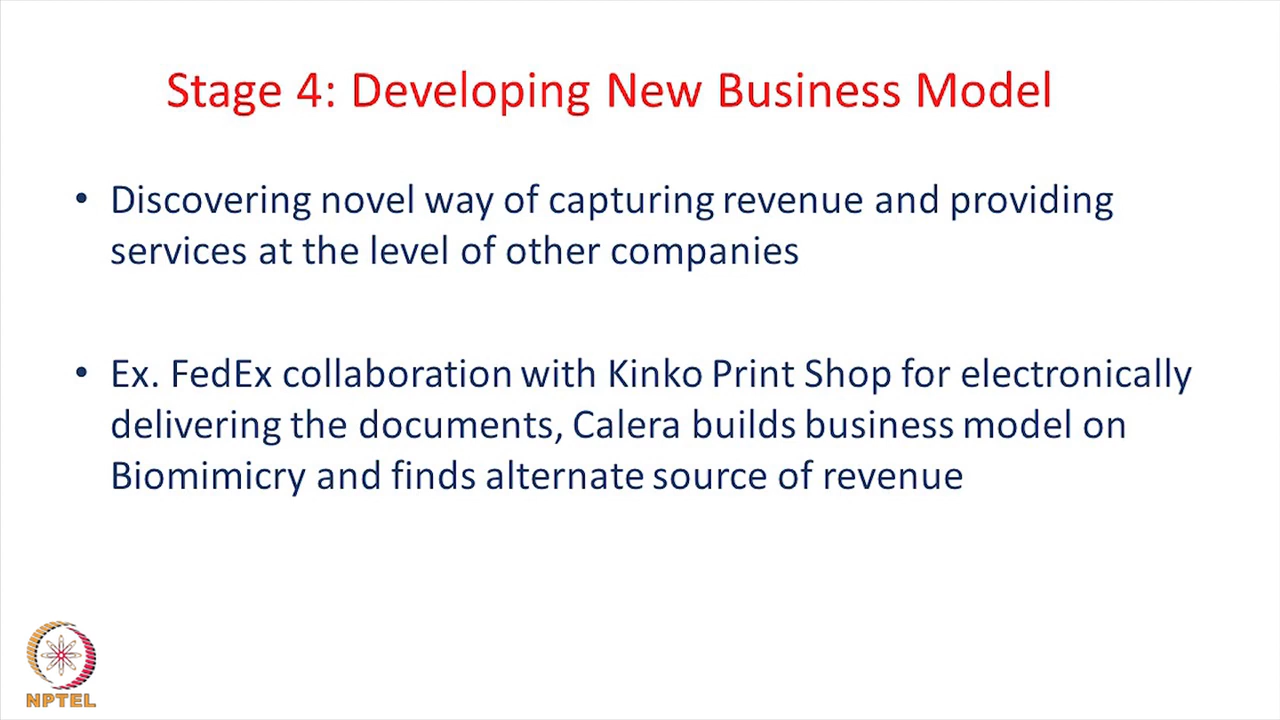 Stage 4: Developing New Business Model
• Discovering novel way of capturing revenue and providing
services at the level of other companies
• Ex. FedEx collaboration with Kinko Print Shop for electronically
delivering the documents, Calera builds business model on
Biomimicry and finds alternate source of revenue
NPTEL